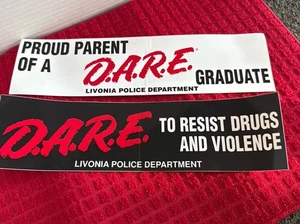 PROUD PARENT
OF A D.A.R.E.® GRADUATE
LIVONIA POLICE DEPARTMENT
D.A.R.E.® TO RESIST DRUGS
AND VIOLENCE
LIVONIA POLICE DEPARTMENT